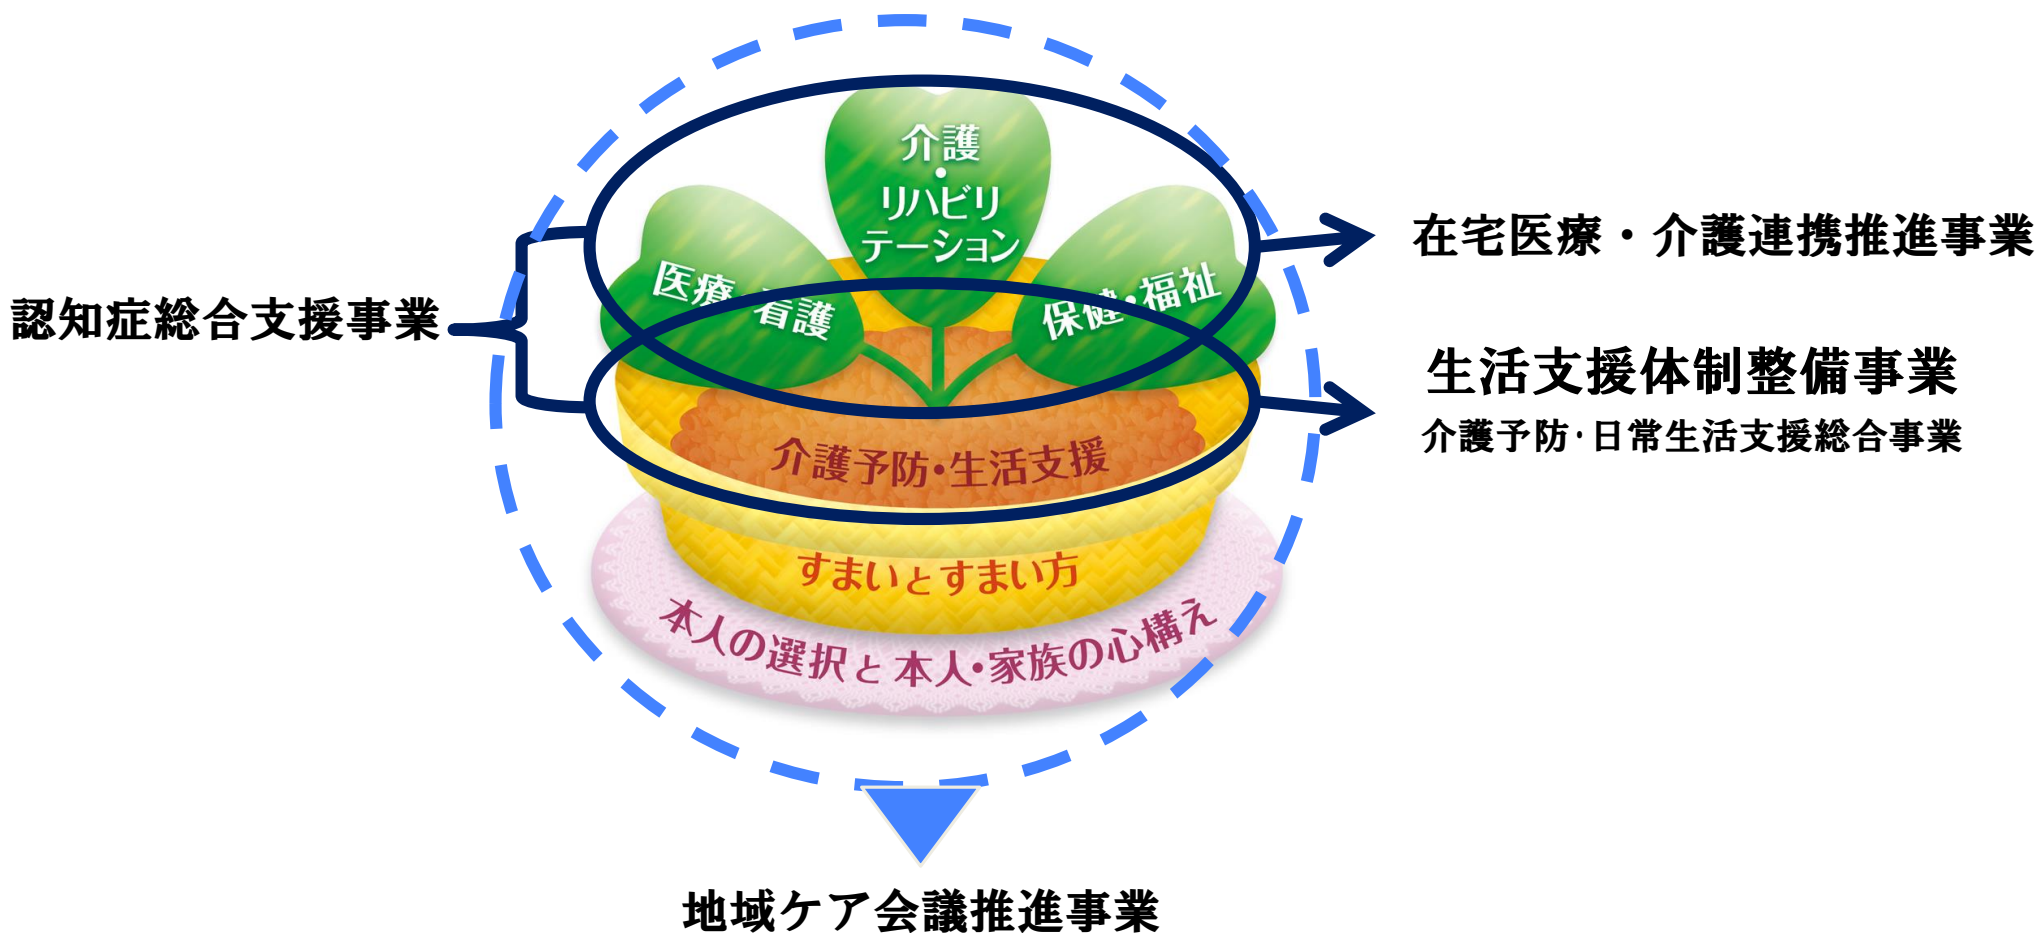 介護
・
リハビリ
テーション
医療・看護
保健・福祉
在宅医療・介護連携推進事業
認知症総合支援事業
生活支援体制整備事業
介護予防・日常生活支援総合事業
介護予防・生活支援
すまいとすまい方
本人の選択と本人・家族の心構え
地域ケア会議推進事業